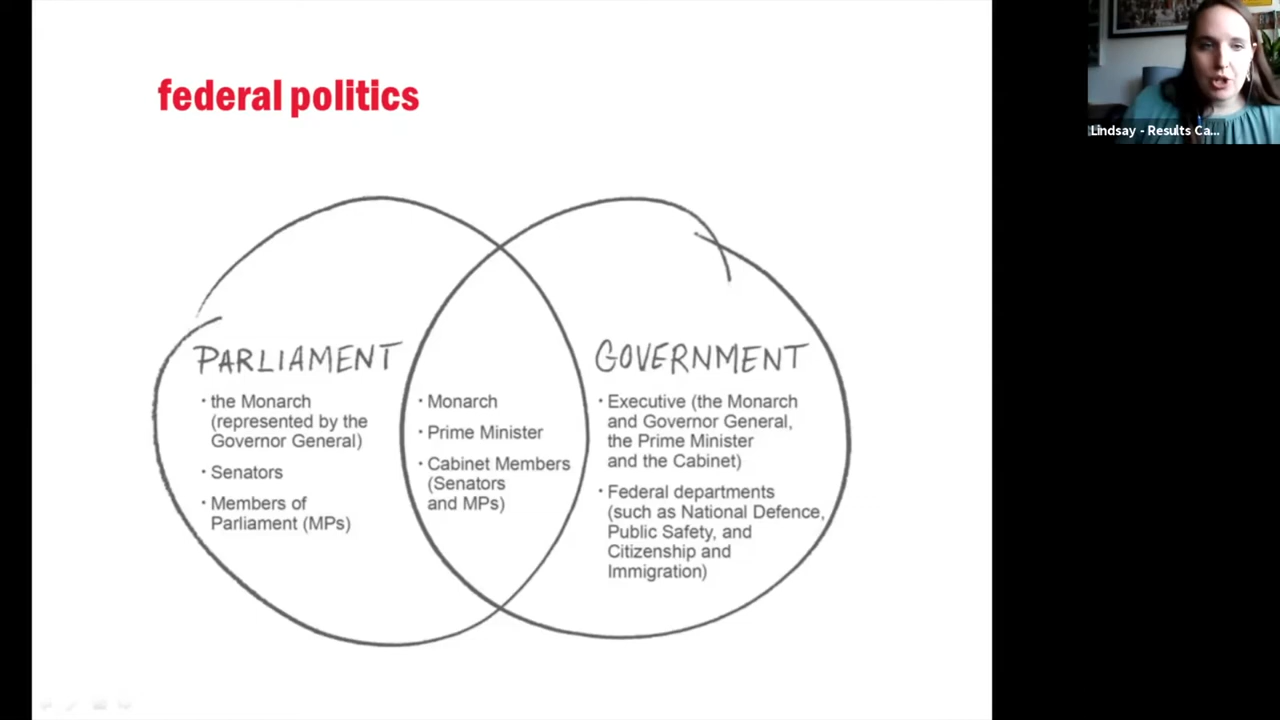 federal politics
Lindsay - Results Ca...
PARLIAMENT
• the Monarch
(represented by the
Governor General)
• Senators
• Members of
Parliament (MPs)
• Monarch
• Prime Minister
• Cabinet Members
(Senators
and MPs)
GOVERNMENT
• Executive (the Monarch
and Governor General,
the Prime Minister
and the Cabinet)
• Federal departments
(such as National Defence,
Public Safety, and
Citizenship and
Immigration)